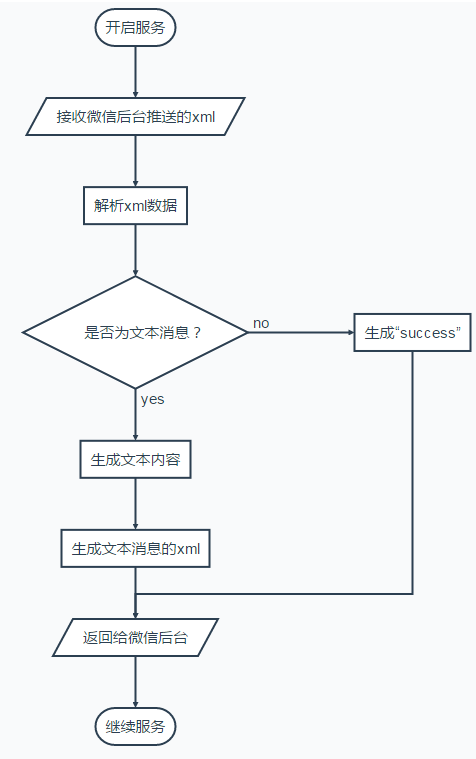 开启服务
接收微信后台推送的xml
解析xml数据
是否为文本消息？
no
生成“success”
yes
生成文本内容
生成文本消息的xml
返回给微信后台
继续服务